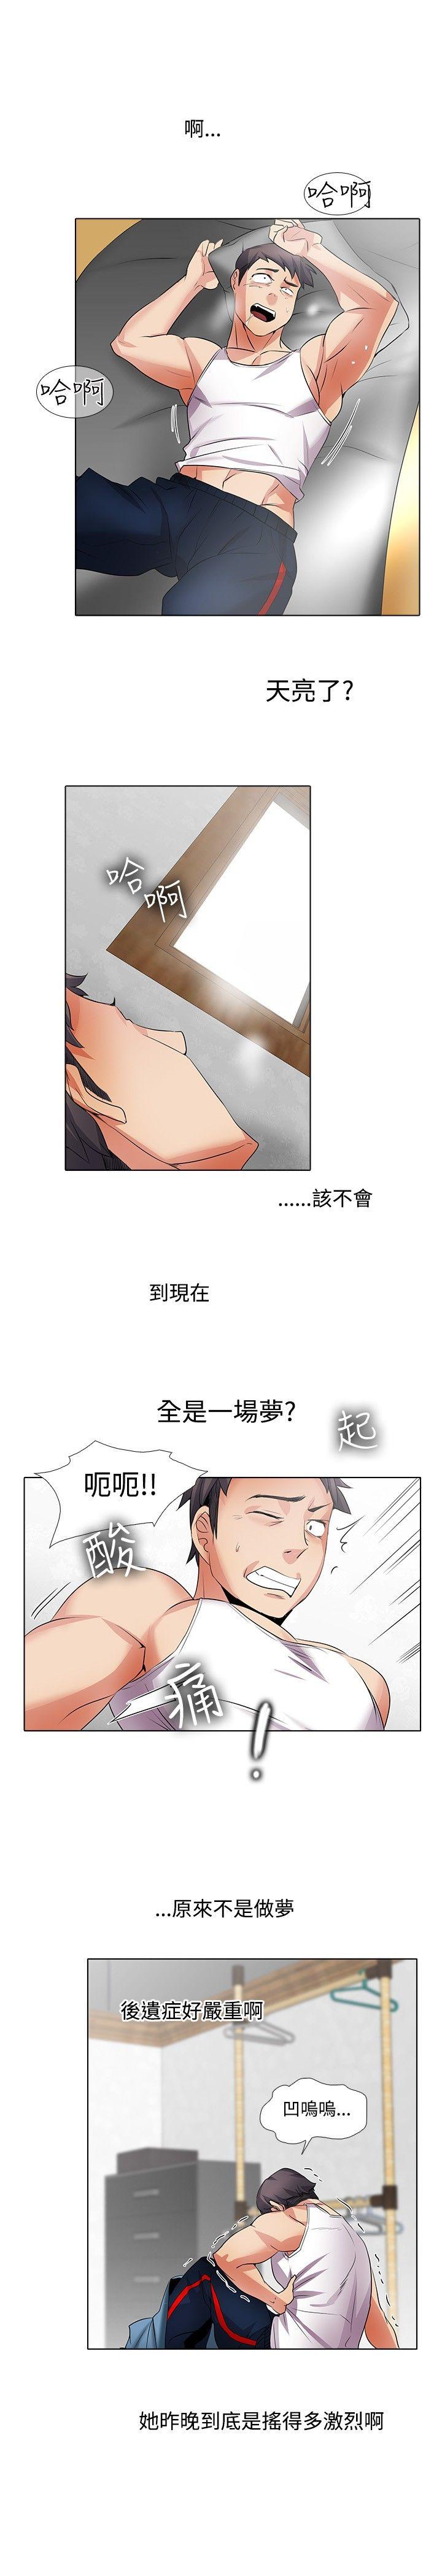 啊...
哈啊
哈啊
天亮了?
哈
啊
......該不會
到現在
全是一場夢?
起
呃呃!!
酸
痛
!
...原來不是做夢
後遺症好嚴重啊
凹嗚嗚...
她昨晚到底是搖得多激烈啊